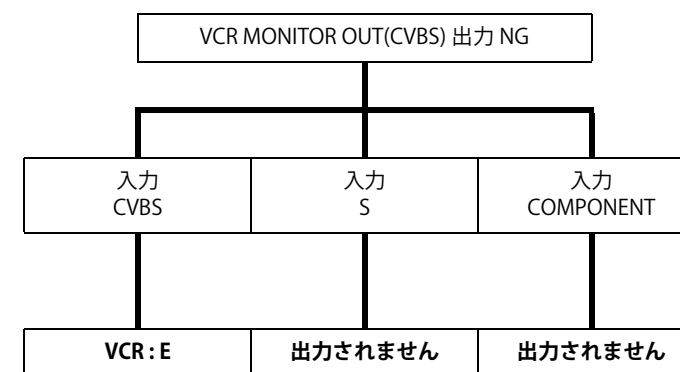 VCR MONITOR OUT(CVBS) 出力 NG
入力
CVBS
入力
S
入力
COMPONENT
VCR : E
出力されません
出力されません